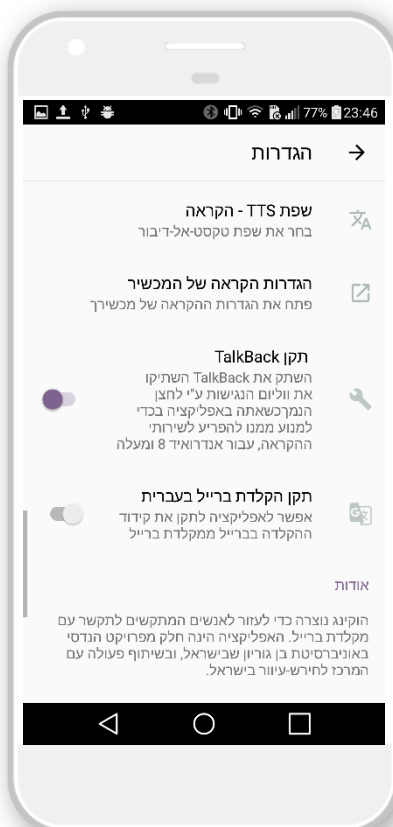 77% 23:46
הגדרות
שפת TTS - הקראה
בחר את שפת טקסט-אל-דיבור
הגדרות הקראה של המכשיר
פתח את הגדרות ההקראה של מכשירך
תקן TalkBack
השתק את TalkBack השתיקו
את ווליום הנגישות ע"י לחצן
הנמךכשאתה באפליקציה בכדי
למנוע ממנו להפריע לשירותי
ההקראה, עבור אנדרואיד 8 ומעלה
תקן הקלדת ברייל בעברית
אפשר לאפליקציה לתקן את קידוד
ההקלדה בברייל ממקלדת ברייל
אודות
הוקינג נוצרה כדי לעזור לאנשים המתקשים לתקשר עם
מקלדת ברייל. האפליקציה הינה חלק מפרויקט הנדסי
באוניברסיטת בן גוריון שבישראל, ובשיתוף פעולה עם
המרכז לחירש-עיוור בישראל.